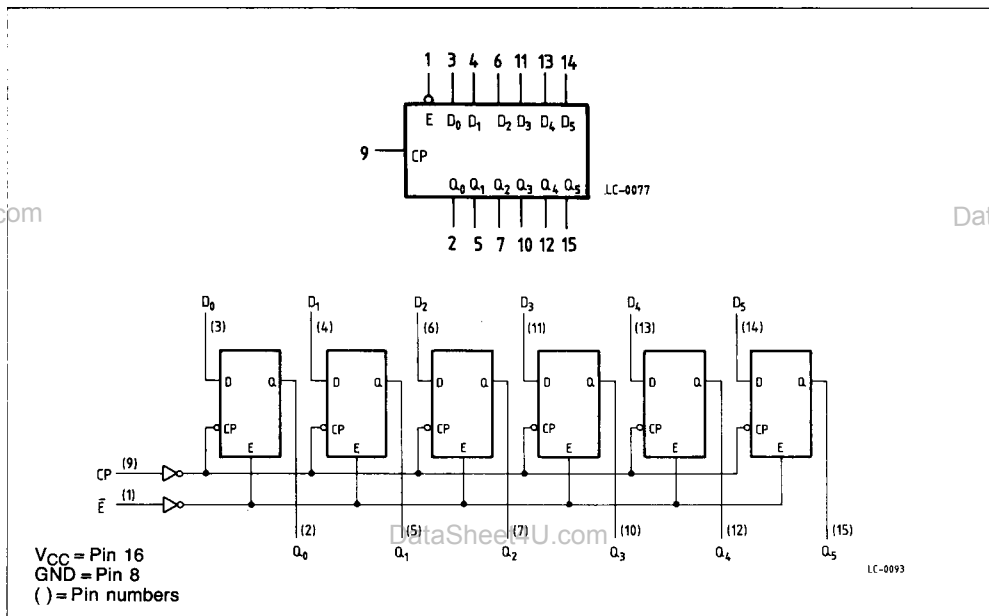 1 3 4 6 11 13 14
E D₀ D₁ D₂ D₃ D₄ D₅
9 CP
Q₀ Q₁ Q₂ Q₃ Q₄ Q₅
LC-0077
2 5 7 10 12 15
com
Dat
D₀ D₁ D₂ D₃ D₄ D₅
(3) (4) (6) (11) (13) (14)
D Q D Q D Q D Q D Q D Q
CP CP CP CP CP CP
E E E E E E
CP (9)
E̅ (1)
(2) (5) (7) (10) (12) (15)
DataSheet4U.com
Q₀ Q₁ Q₂ Q₃ Q₄ Q₅
VCC = Pin 16
GND = Pin 8
( ) = Pin numbers
LC-0093